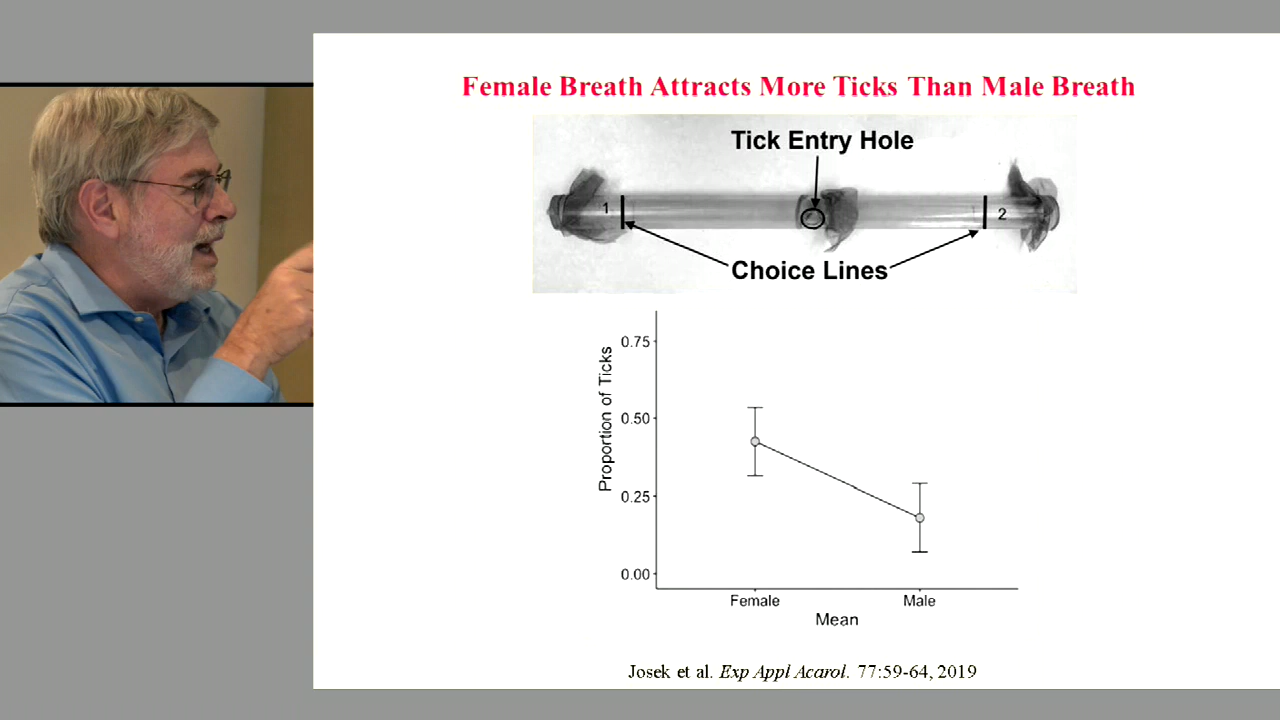 Female Breath Attracts More Ticks Than Male Breath
Tick Entry Hole
1
2
Choice Lines
Proportion of Ticks
0.75
0.50
0.25
0.00
Female
Male
Mean
Josek et al. Exp Appl Acarol. 77:59-64, 2019